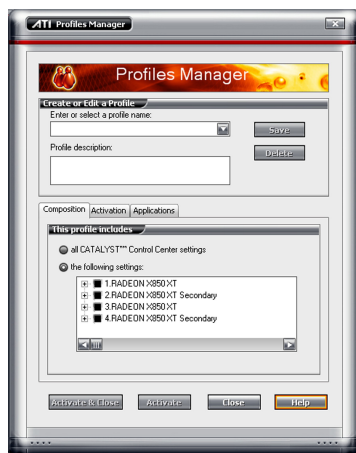 ATI Profiles Manager
Profiles Manager
Create or Edit a Profile
Enter or select a profile name:
Save
Profile description:
Delete
Composition Activation Applications
This profile includes
all CATALYST™ Control Center settings
the following settings:
1.RADEON X850 XT
2.RADEON X850 XT Secondary
3.RADEON X850 XT
4.RADEON X850 XT Secondary
Activate & Close Activate Close Help